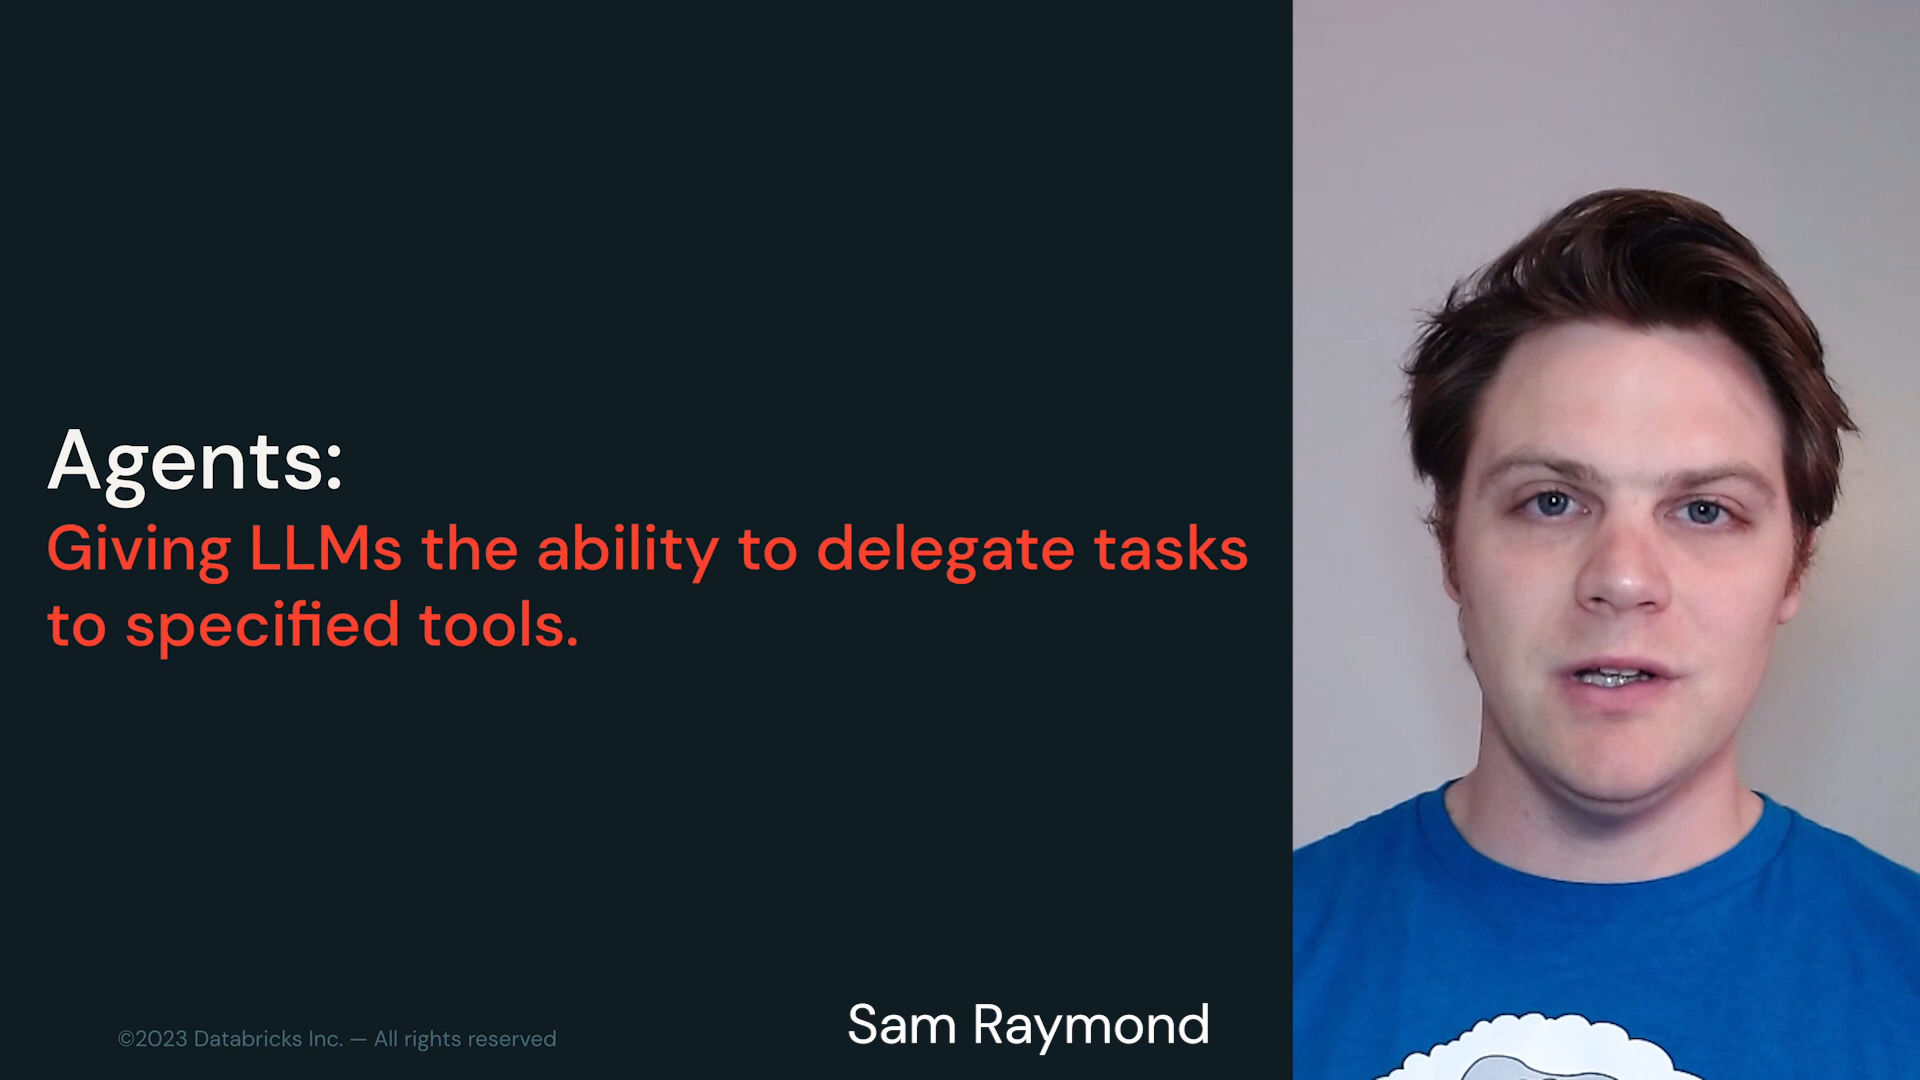 Agents:
Giving LLMs the ability to delegate tasks
to specified tools.
Sam Raymond
©2023 Databricks Inc. — All rights reserved